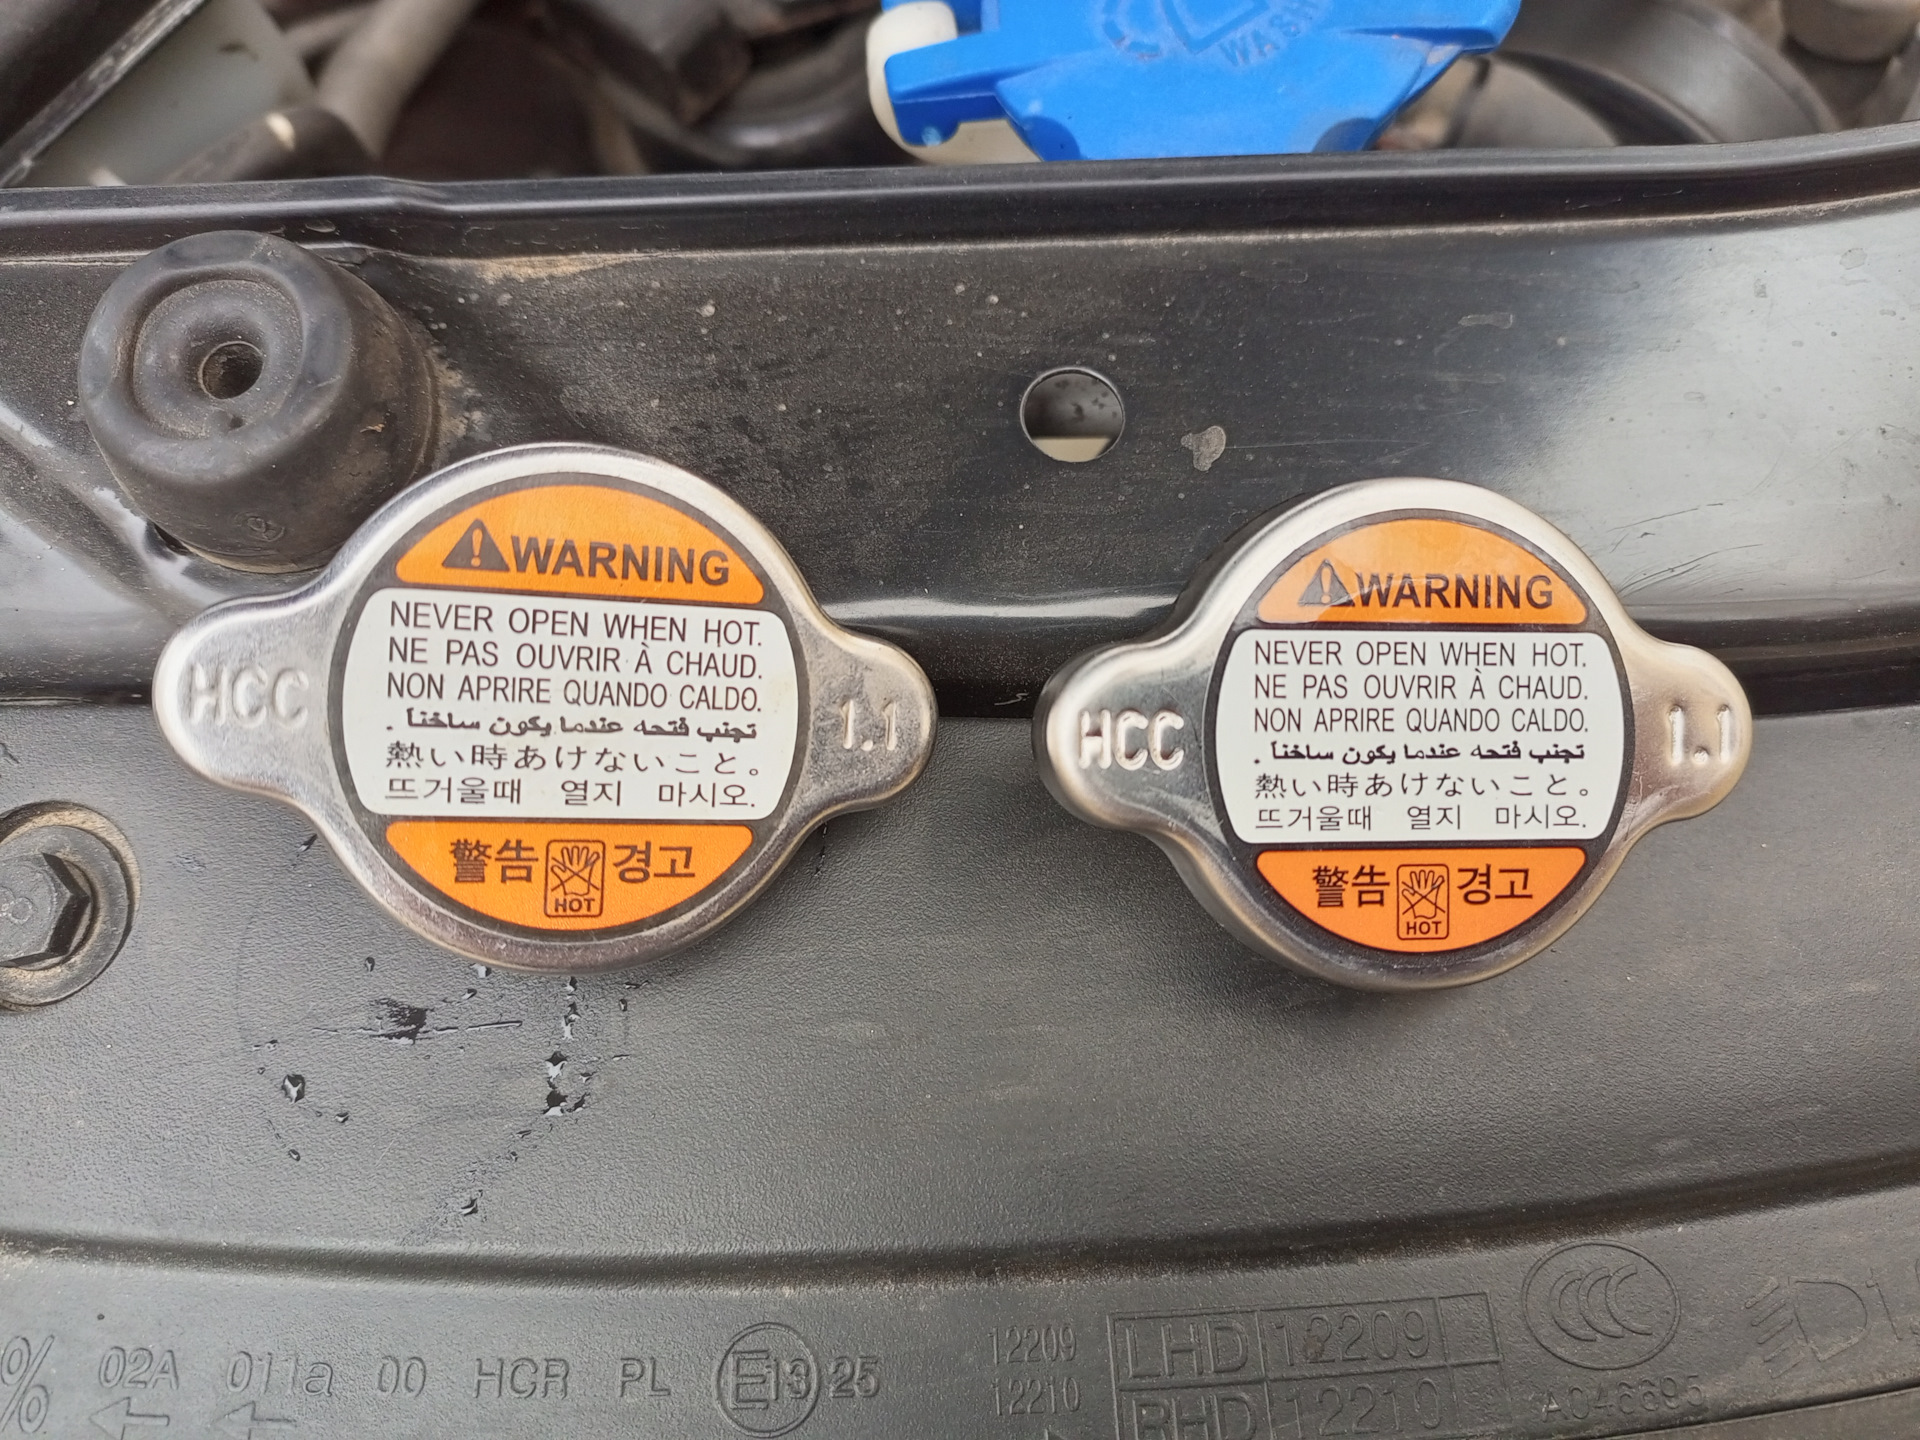 WASH
WARNING
NEVER OPEN WHEN HOT.
NE PAS OUVRIR À CHAUD.
NON APRIRE QUANDO CALDO.
تجنب فتحه عندما يكون ساخناً .
熱い時あけないこと。
뜨거울때 열지 마시오.
警告 경고
HOT
HCC
1.1
WARNING
NEVER OPEN WHEN HOT.
NE PAS OUVRIR À CHAUD.
NON APRIRE QUANDO CALDO.
تجنب فتحه عندما يكون ساخناً .
熱い時あけないこと。
뜨거울때 열지 마시오.
警告 경고
HOT
HCC
1.1
8
% 02A 011a 00 HCR PL E13 25
12209
12210
LHD 12209
RHD 12210
CCC
A046695